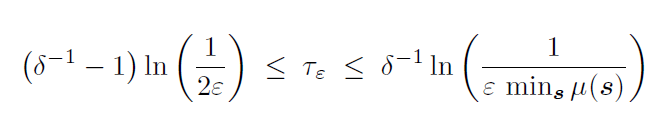 (δ⁻¹ − 1) ln (1/(2ε)) ≤ τ_ε ≤ δ⁻¹ ln (1/(ε min_s μ(s)))